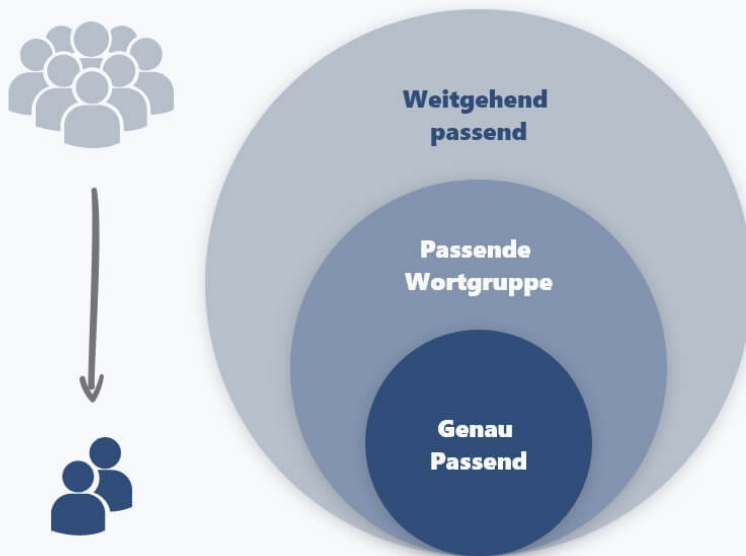 Weitgehend
passend
Passende
Wortgruppe
Genau
Passend